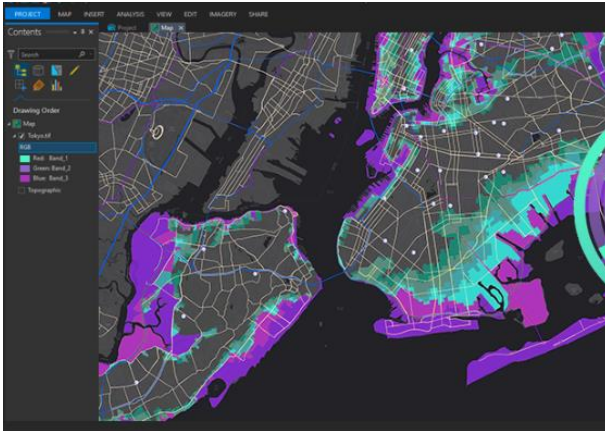 PROJECT MAP INSERT ANALYSIS VIEW EDIT IMAGERY SHARE
Contents
Project Map
Search
Drawing Order
Map
Tokyo.tif
RGB
Red: Band_1
Green: Band_2
Blue: Band_3
Topographic